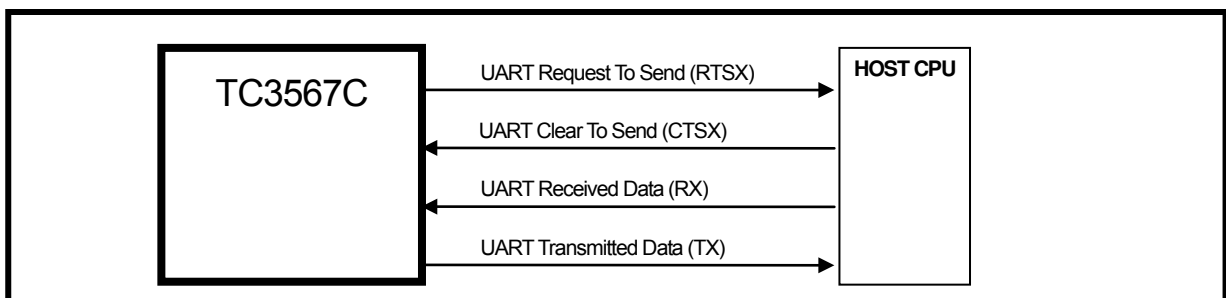 TC3567C
UART Request To Send (RTSX)
HOST CPU
UART Clear To Send (CTSX)
UART Received Data (RX)
UART Transmitted Data (TX)